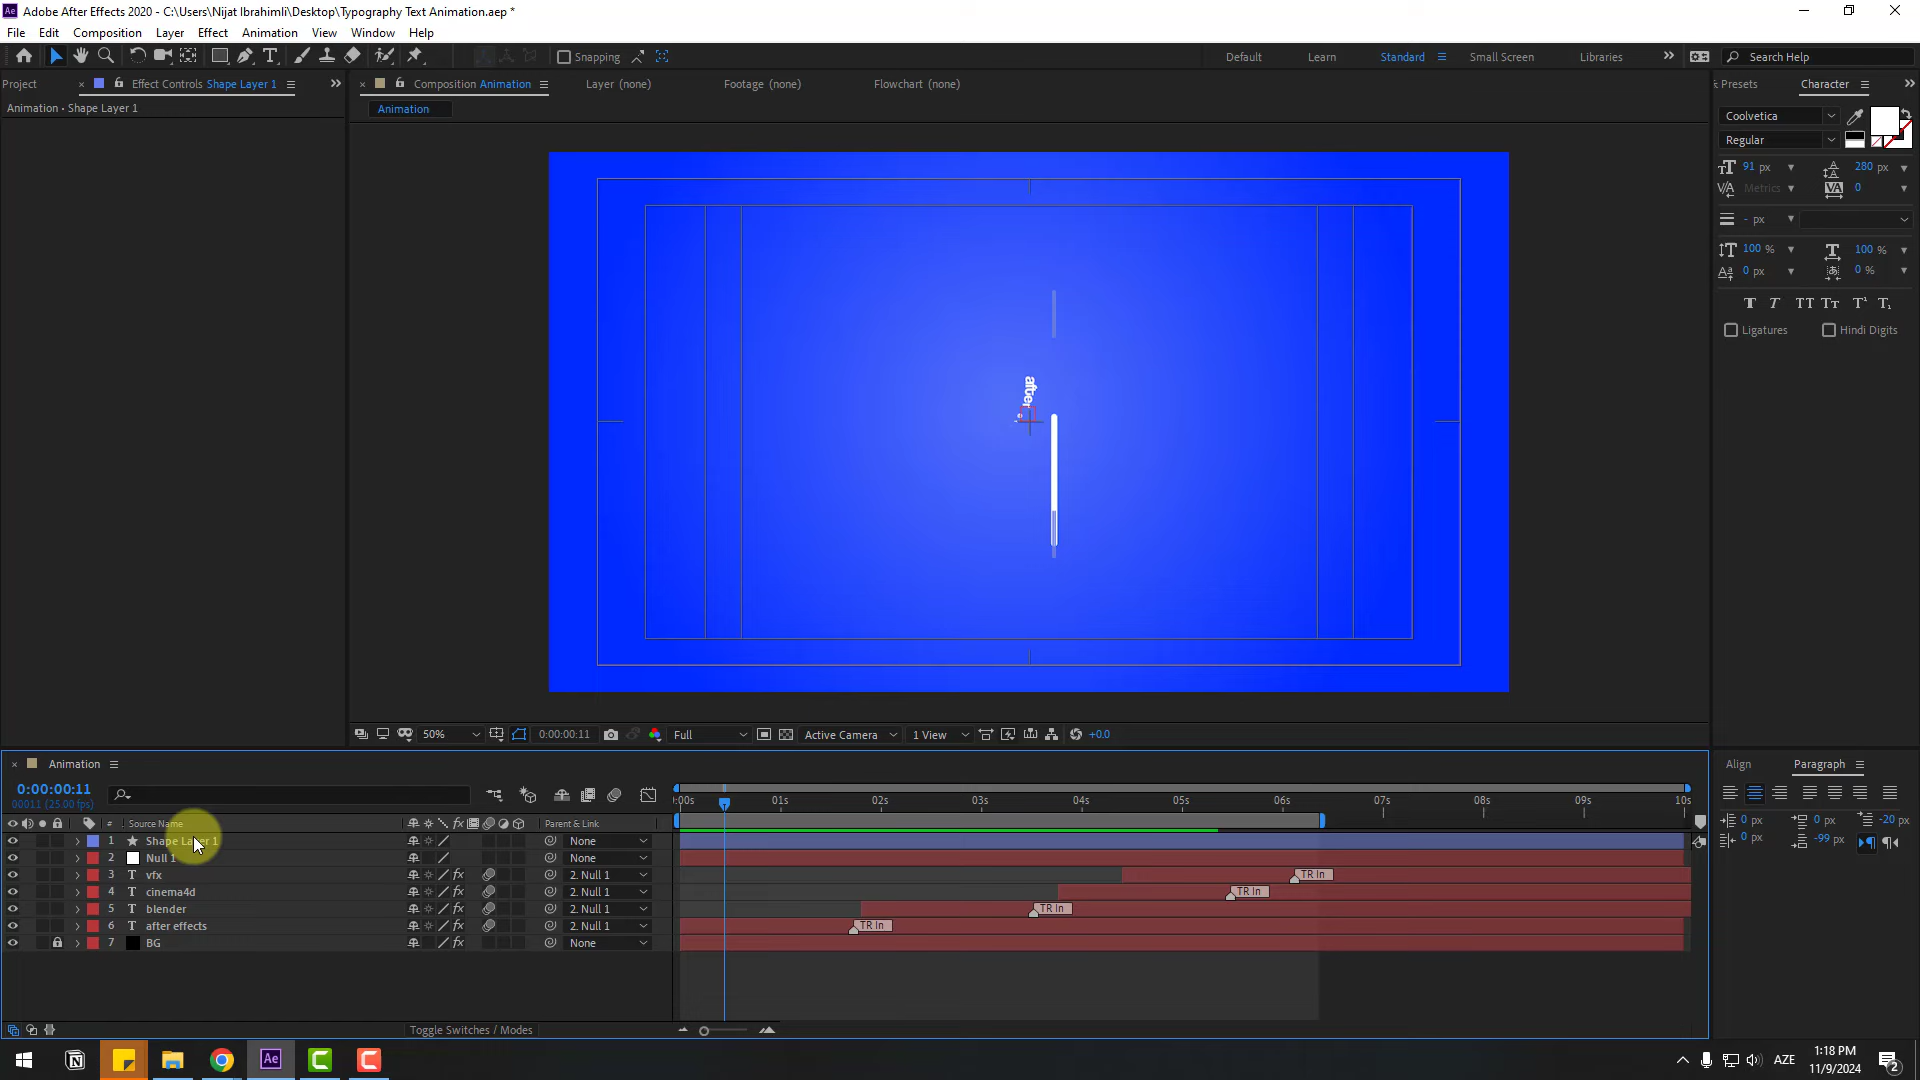 Adobe After Effects 2020 - C:\Users\Nijat Ibrahimli\Desktop\Typography Text Animation.aep *
File Edit Composition Layer Effect Animation View Window Help
Snapping Default Learn Standard Small Screen Libraries Search Help
Project Effect Controls Shape Layer 1 Composition Animation Layer (none) Footage (none) Flowchart (none) Presets Character
Animation • Shape Layer 1 Animation
Coolvetica
Regular
91 px 280 px
Metrics 0
- px
100 % 100 %
0 px 0 %
Ligatures Hindi Digits
after
50% 0:00:00:11 Full Active Camera 1 View +0.0
Animation Align Paragraph
0:00:00:11
00011 (25.00 fps)
:00s 01s 02s 03s 04s 05s 06s 07s 08s 09s 10s
# Source Name Parent & Link
0 px 0 px -20 px
0 px -99 px
1 Shape Layer 1 None
2 Null 1 None
3 vfx 2. Null 1 TR In
4 cinema4d 2. Null 1 TR In
5 blender 2. Null 1 TR In
6 after effects 2. Null 1 TR In
7 BG None
Toggle Switches / Modes
AZE 1:18 PM
11/9/2024 2